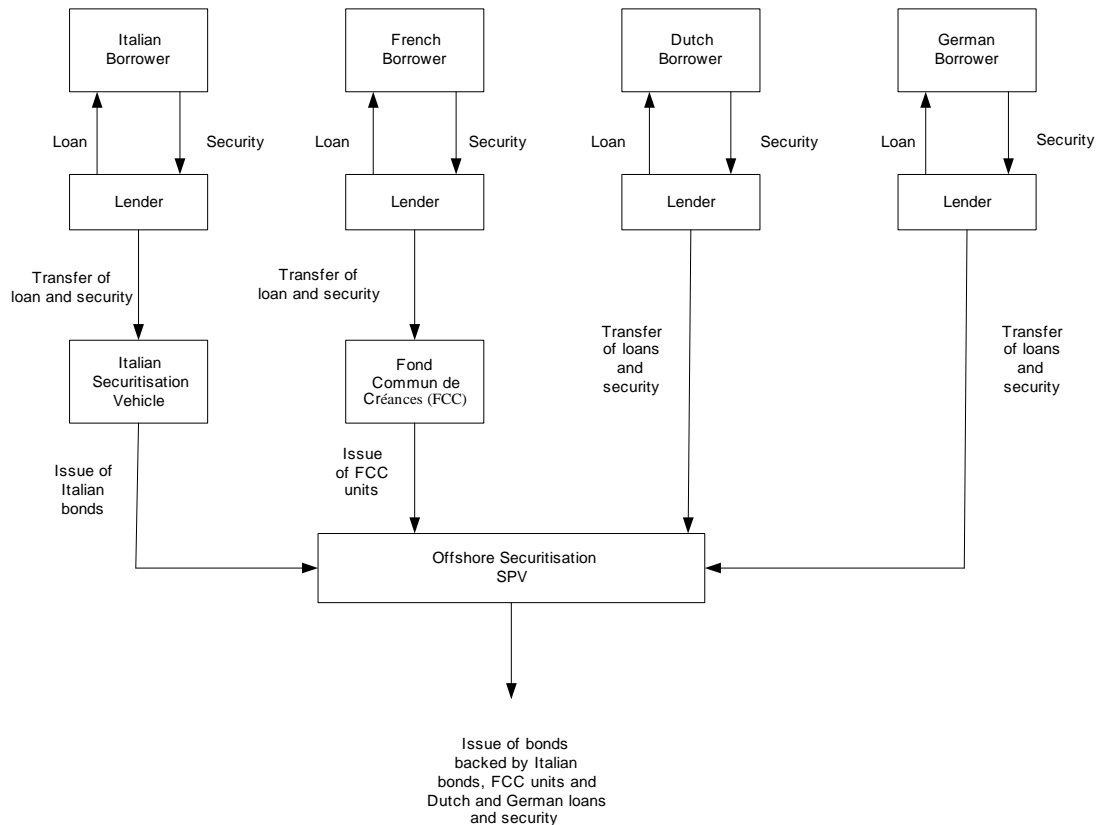 Italian
Borrower
French
Borrower
Dutch
Borrower
German
Borrower
Loan
Security
Loan
Security
Loan
Security
Loan
Security
Lender
Lender
Lender
Lender
Transfer of
loan and security
Transfer of
loan and security
Transfer
of loans
and
security
Transfer
of loans
and
security
Italian
Securitisation
Vehicle
Fond
Commun de
Créances (FCC)
Issue of
Italian
bonds
Issue
of FCC
units
Offshore Securitisation
SPV
Issue of bonds
backed by Italian
bonds, FCC units and
Dutch and German loans
and security